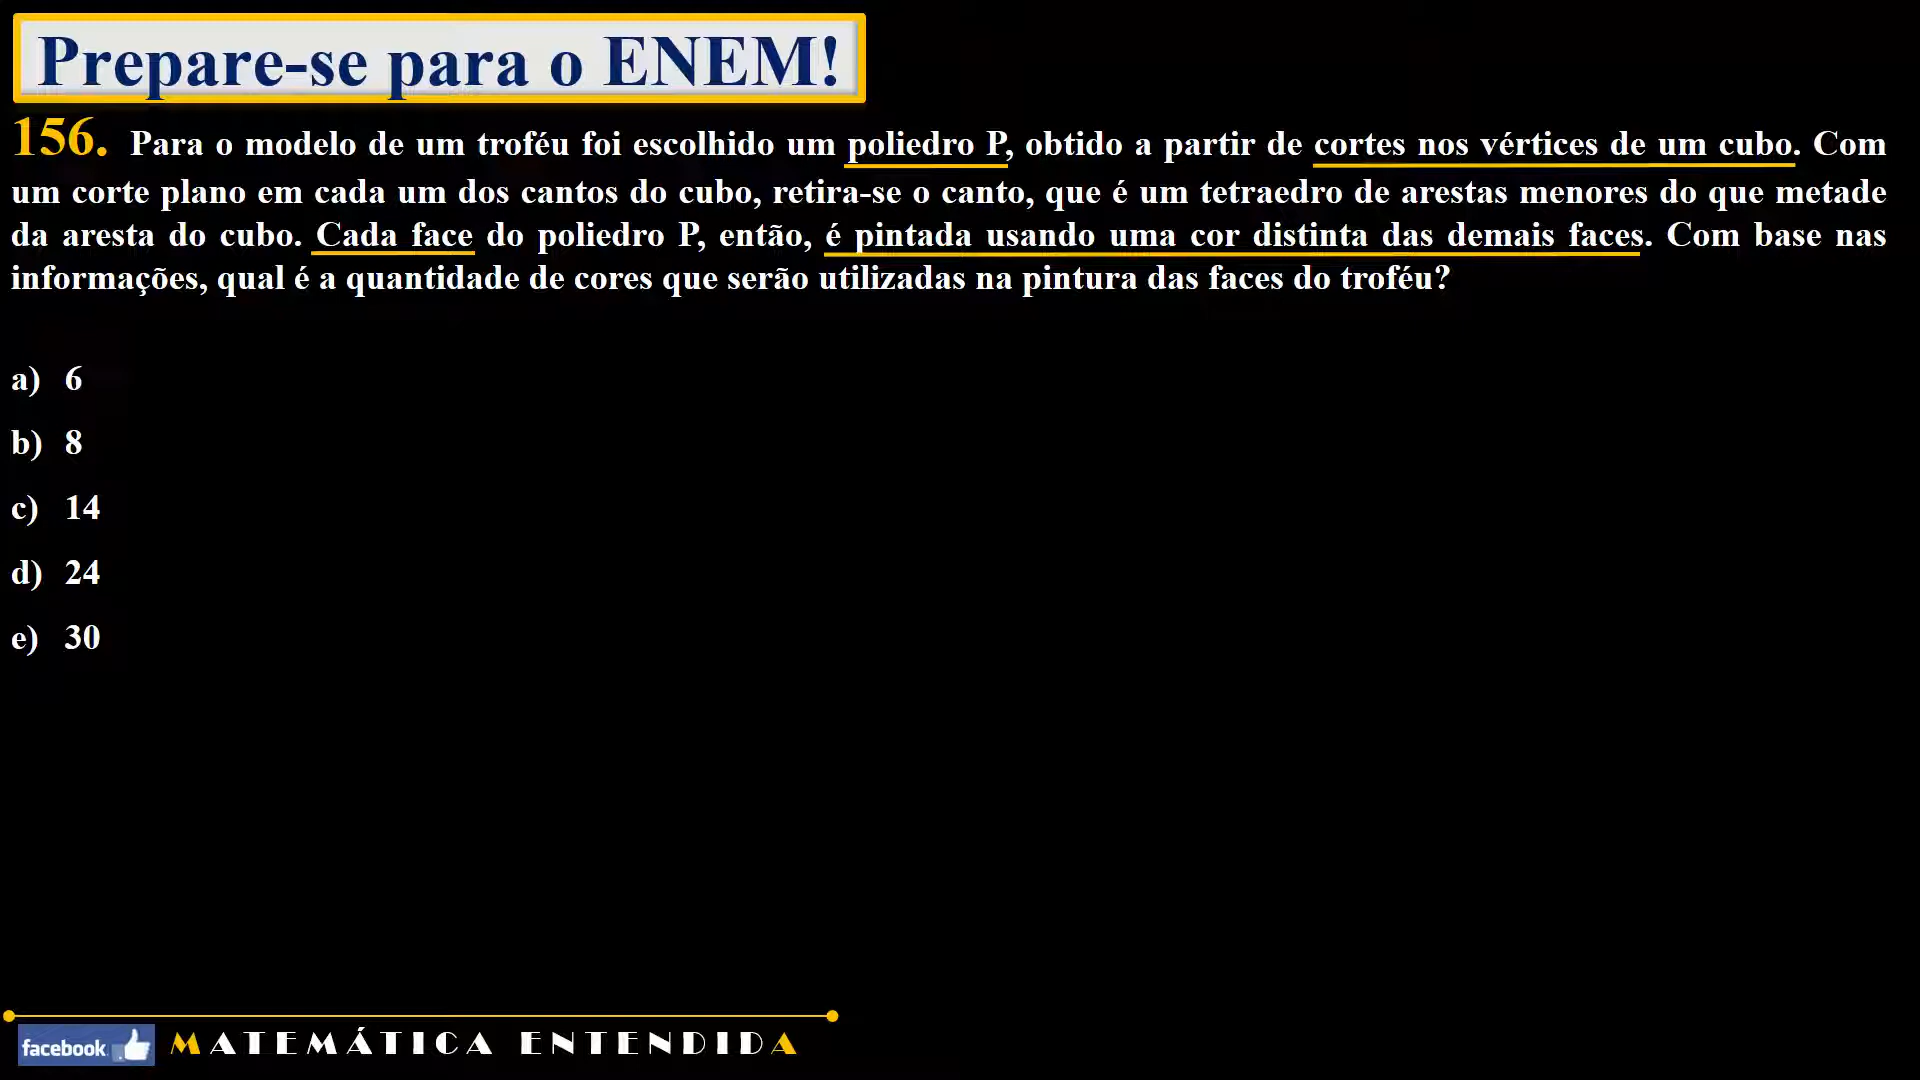 Prepare-se para o ENEM!
156. Para o modelo de um troféu foi escolhido um poliedro P, obtido a partir de cortes nos vértices de um cubo. Com
um corte plano em cada um dos cantos do cubo, retira-se o canto, que é um tetraedro de arestas menores do que metade
da aresta do cubo. Cada face do poliedro P, então, é pintada usando uma cor distinta das demais faces. Com base nas
informações, qual é a quantidade de cores que serão utilizadas na pintura das faces do troféu?
a) 6
b) 8
c) 14
d) 24
e) 30
facebook MATEMÁTICA ENTENDIDA